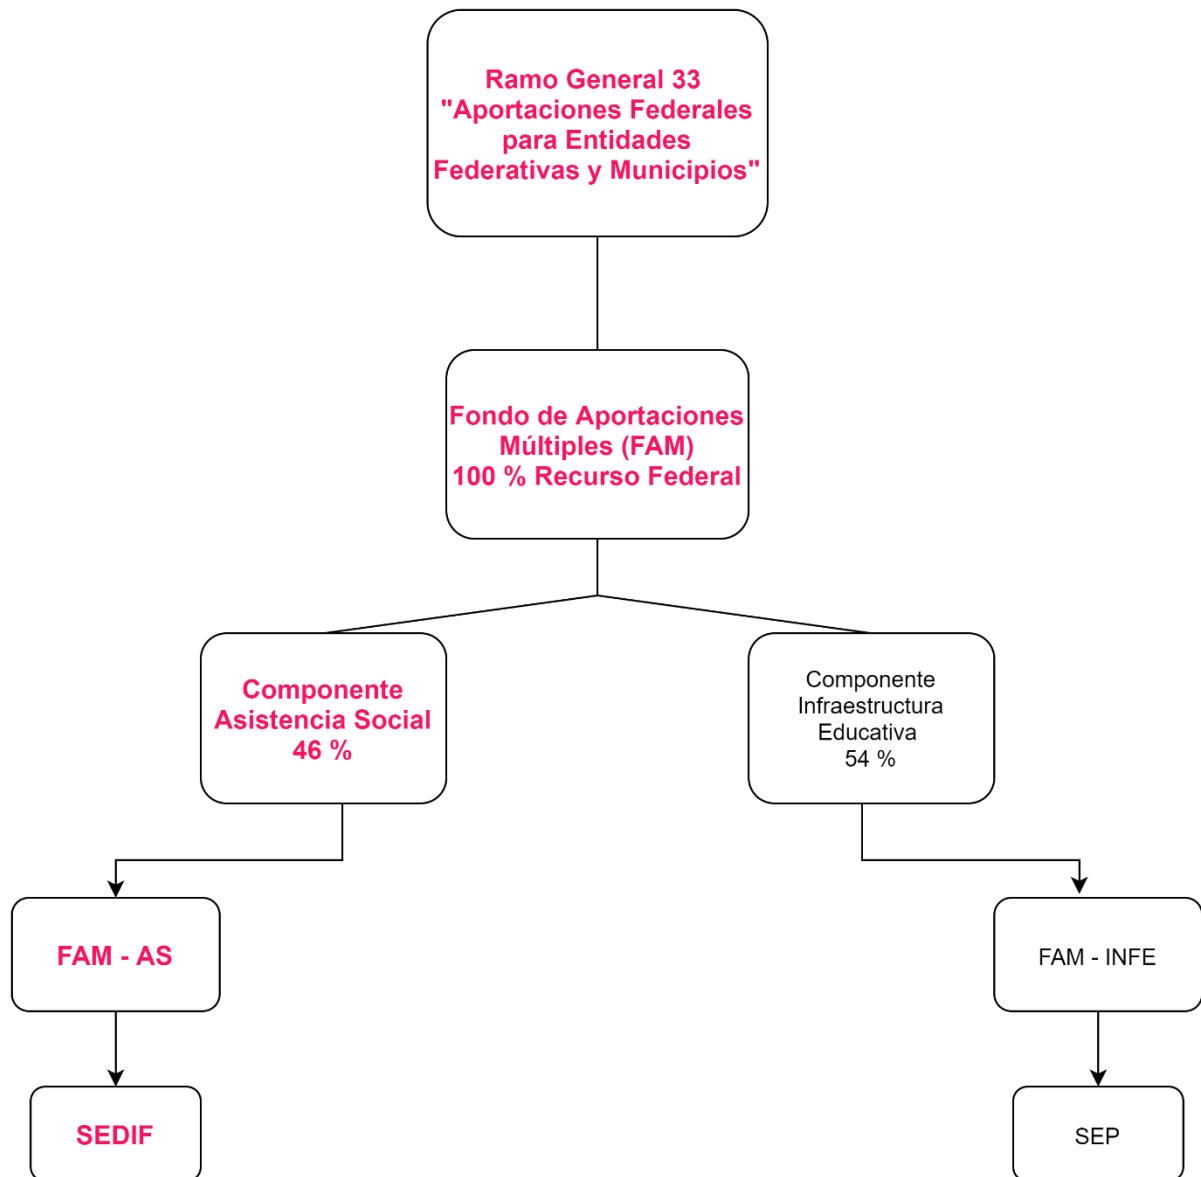 Ramo General 33
"Aportaciones Federales
para Entidades
Federativas y Municipios"
Fondo de Aportaciones
Múltiples (FAM)
100 % Recurso Federal
Componente
Asistencia Social
46 %
Componente
Infraestructura
Educativa
54 %
FAM - AS
FAM - INFE
SEDIF
SEP